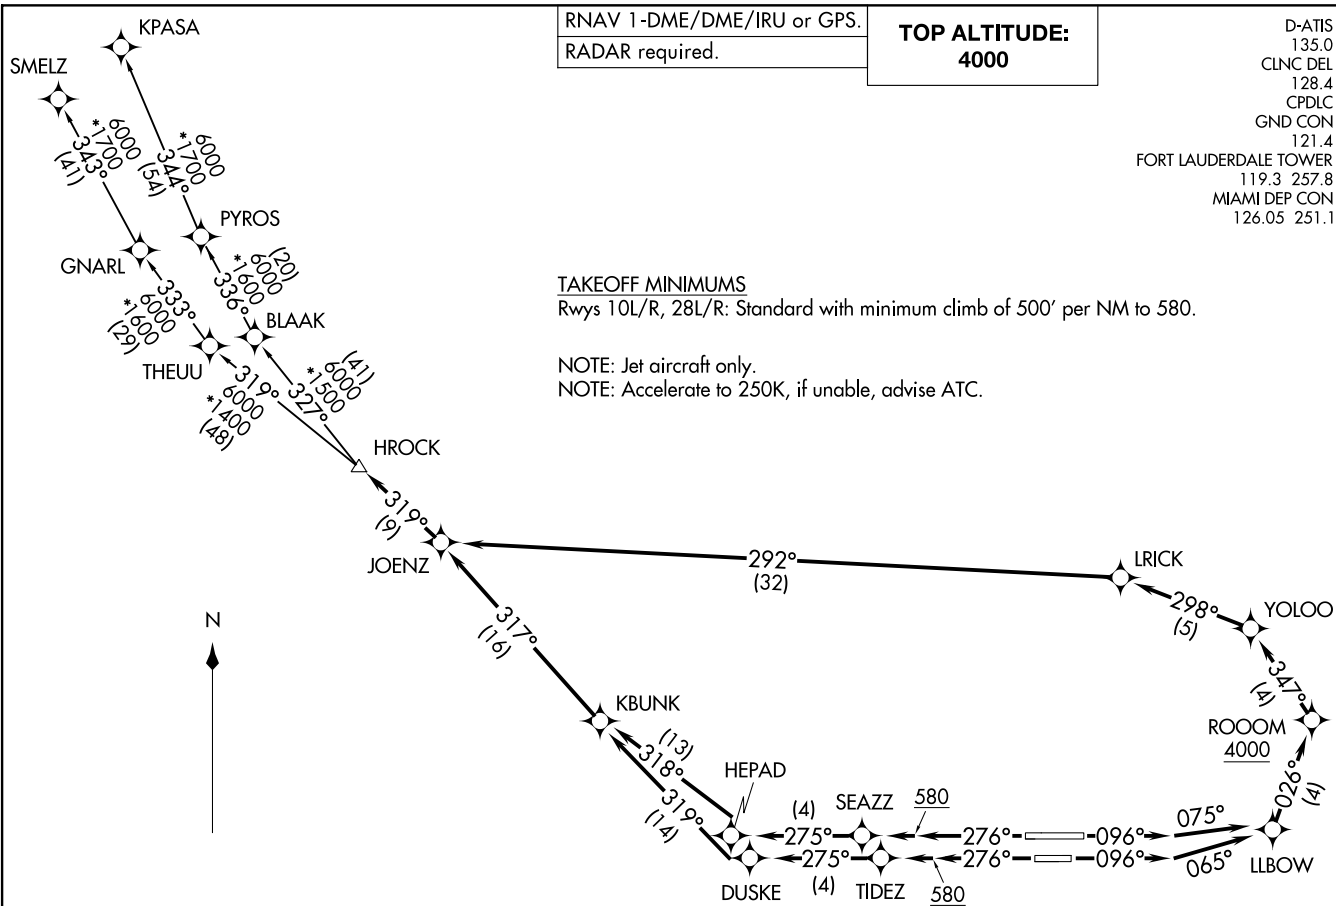 RNAV 1-DME/DME/IRU or GPS.
RADAR required.
TOP ALTITUDE:
4000
D-ATIS
135.0
CLNC DEL
128.4
CPDLC
GND CON
121.4
FORT LAUDERDALE TOWER
119.3 257.8
MIAMI DEP CON
126.05 251.1
KPASA
SMELZ
6000
*1700
343°
(41)
6000
*1700
344°
(54)
PYROS
GNARL
(20)
6000
*1600
336°
333°
6000
*1600
(29)
BLAAK
THEUU
(41)
6000
*1500
327°
319°
6000
*1400
(48)
TAKEOFF MINIMUMS
Rwys 10L/R, 28L/R: Standard with minimum climb of 500' per NM to 580.
NOTE: Jet aircraft only.
NOTE: Accelerate to 250K, if unable, advise ATC.
HROCK
319°
(9)
JOENZ
292°
(32)
LRICK
298°
(5)
YOLOO
N
317°
(16)
347°
(4)
KBUNK
ROOOM
4000
(13)
318°
319°
(14)
HEPAD
026°
(4)
SEAZZ
580
(4)
275°
276°
096°
075°
275°
(4)
276°
096°
065°
LLBOW
DUSKE
TIDEZ
580